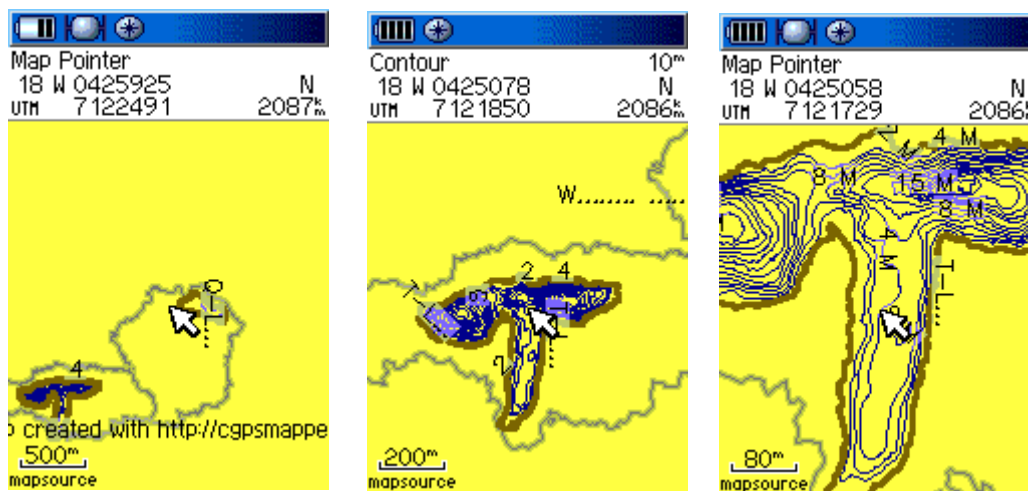 Map Pointer
18 W 0425925 N
UTM 7122491 2087km
4
o created with http://cgpsmappe
500m
mapsource
Contour 10m
18 W 0425078 N
UTM 7121850 2086km
W........ .....
2 4
2
200m
mapsource
Map Pointer
18 W 0425058 N
UTM 7121729 2086
4 M
8 M
15 M
8 M
4 M
T-L....
80m
mapsource